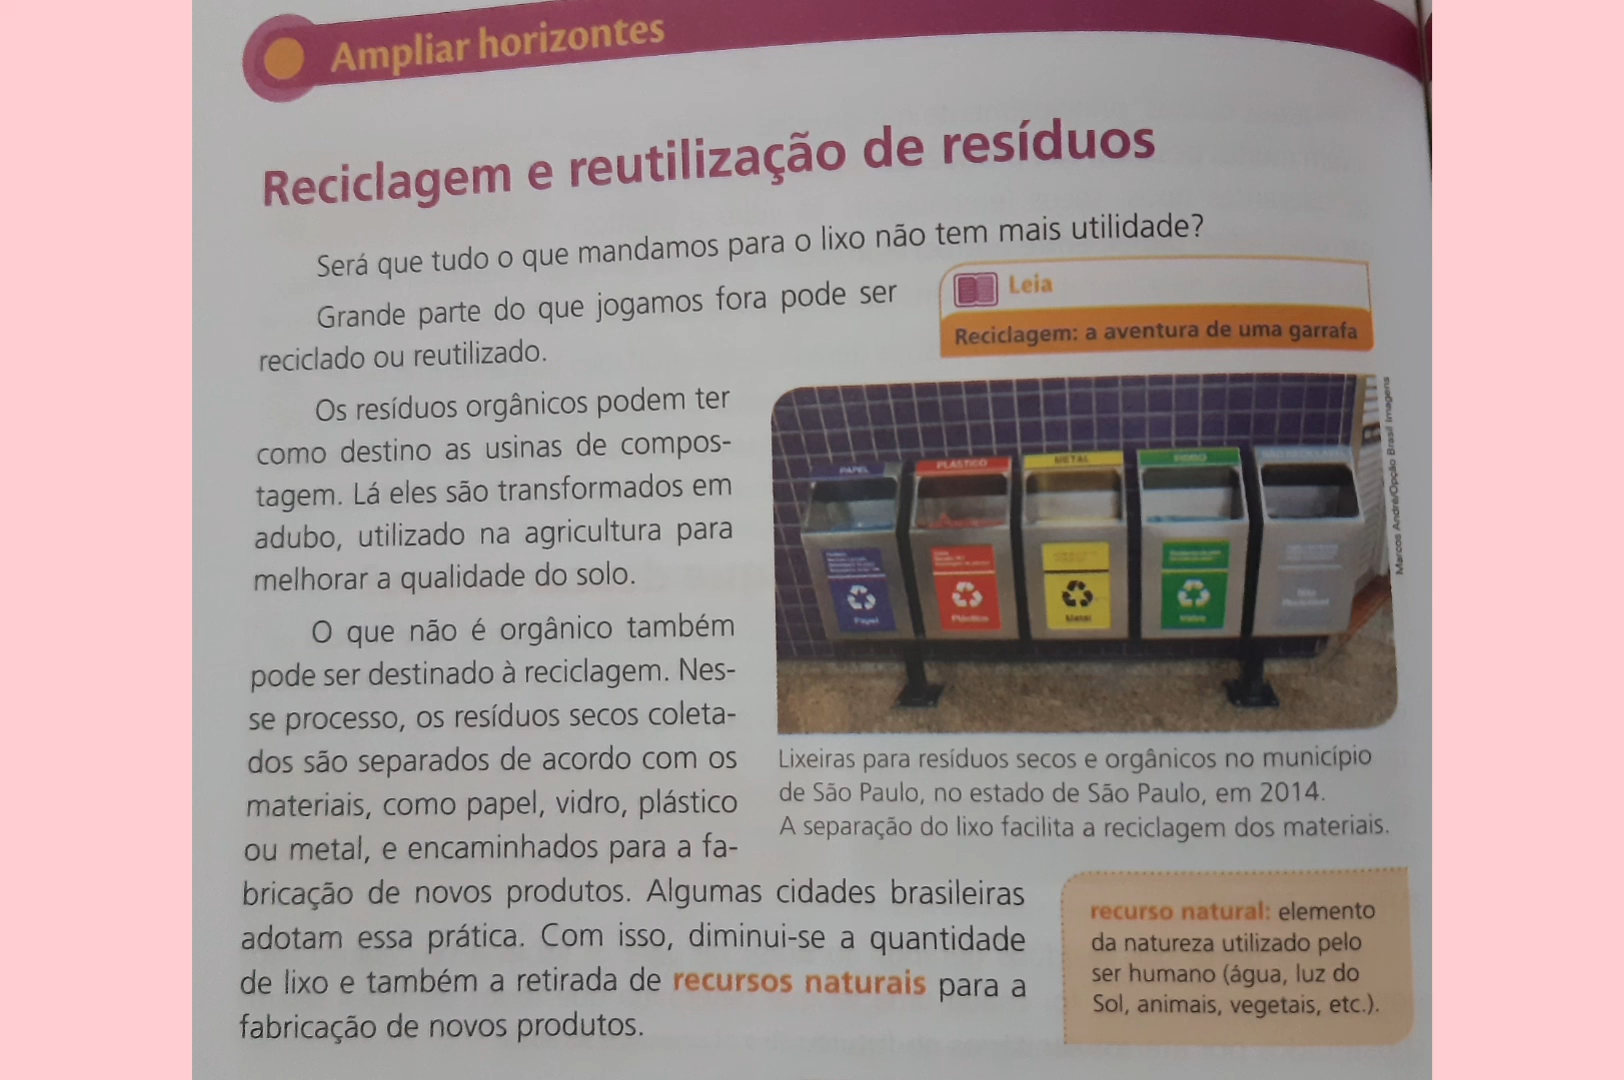 Ampliar horizontes
Reciclagem e reutilização de resíduos
Será que tudo o que mandamos para o lixo não tem mais utilidade?
Grande parte do que jogamos fora pode ser
reciclado ou reutilizado.
Leia
Reciclagem: a aventura de uma garrafa
Os resíduos orgânicos podem ter
como destino as usinas de compos-
tagem. Lá eles são transformados em
adubo, utilizado na agricultura para
melhorar a qualidade do solo.
O que não é orgânico também
pode ser destinado à reciclagem. Nes-
se processo, os resíduos secos coleta-
dos são separados de acordo com os
materiais, como papel, vidro, plástico
ou metal, e encaminhados para a fa-
bricação de novos produtos. Algumas cidades brasileiras
adotam essa prática. Com isso, diminui-se a quantidade
de lixo e também a retirada de recursos naturais para a
fabricação de novos produtos.
PAPEL
PLÁSTICO
METAL
VIDRO
Papel
Plástico
Metal
Vidro
Marcos André/Opção Brasil Imagens
Lixeiras para resíduos secos e orgânicos no município
de São Paulo, no estado de São Paulo, em 2014.
A separação do lixo facilita a reciclagem dos materiais.
recurso natural: elemento
da natureza utilizado pelo
ser humano (água, luz do
Sol, animais, vegetais, etc.).